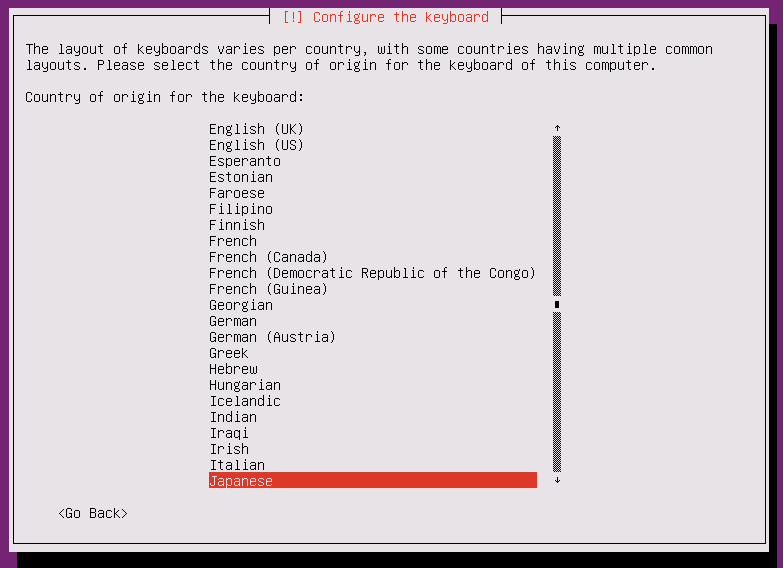 [!] Configure the keyboard
The layout of keyboards varies per country, with some countries having multiple common
layouts. Please select the country of origin for the keyboard of this computer.
Country of origin for the keyboard:
English (UK)
English (US)
Esperanto
Estonian
Faroese
Filipino
Finnish
French
French (Canada)
French (Democratic Republic of the Congo)
French (Guinea)
Georgian
German
German (Austria)
Greek
Hebrew
Hungarian
Icelandic
Indian
Iraqi
Irish
Italian
Japanese
<Go Back>